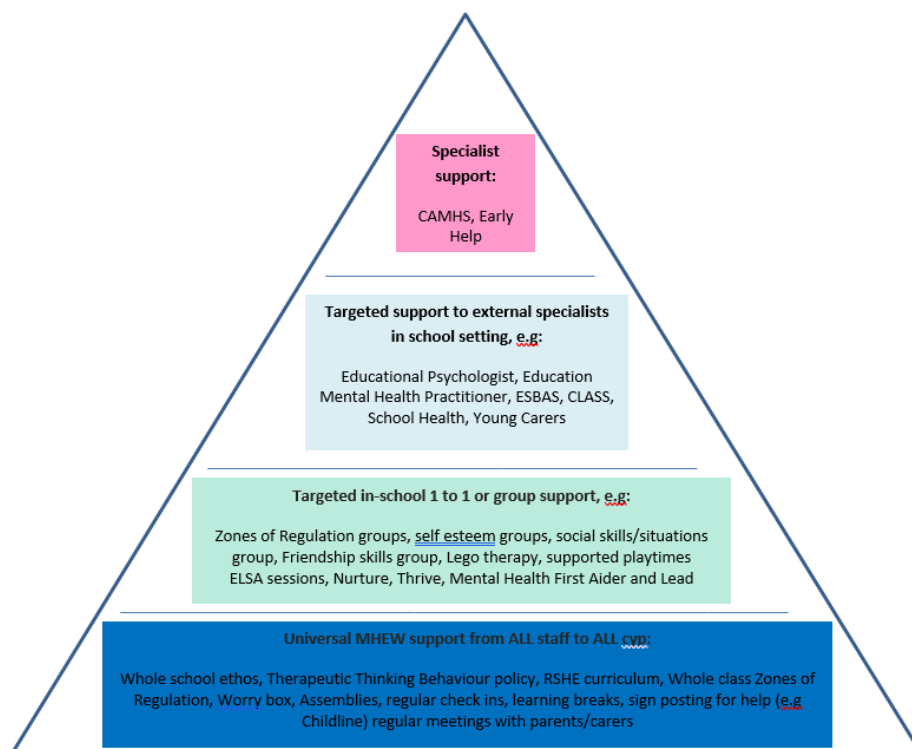 Specialist
support:
CAMHS, Early
Help
Targeted support to external specialists
in school setting, e.g:
Educational Psychologist, Education
Mental Health Practitioner, ESBAS, CLASS,
School Health, Young Carers
Targeted in-school 1 to 1 or group support, e.g:
Zones of Regulation groups, self esteem groups, social skills/situations
group, Friendship skills group, Lego therapy, supported playtimes
ELSA sessions, Nurture, Thrive, Mental Health First Aider and Lead
Universal MHEW support from ALL staff to ALL cyp:
Whole school ethos, Therapeutic Thinking Behaviour policy, RSHE curriculum, Whole class Zones of
Regulation, Worry box, Assemblies, regular check ins, learning breaks, sign posting for help (e.g
Childline) regular meetings with parents/carers